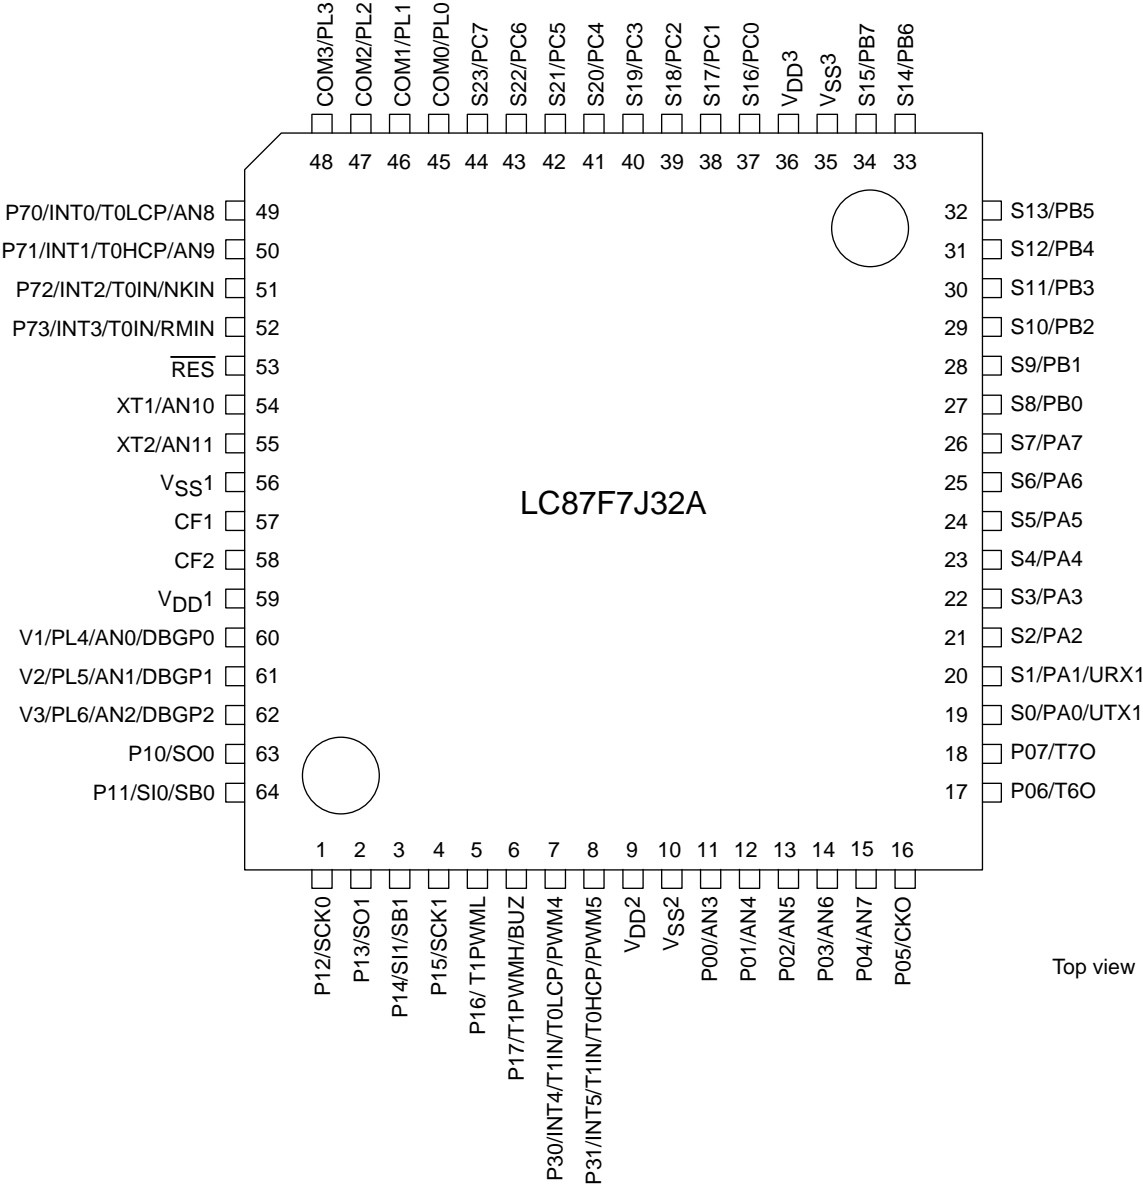 COM3/PL3
COM2/PL2
COM1/PL1
COM0/PL0
S23/PC7
S22/PC6
S21/PC5
S20/PC4
S19/PC3
S18/PC2
S17/PC1
S16/PC0
VDD3
VSS3
S15/PB7
S14/PB6
48 47 46 45 44 43 42 41 40 39 38 37 36 35 34 33
P70/INT0/T0LCP/AN8 49
P71/INT1/T0HCP/AN9 50
P72/INT2/T0IN/NKIN 51
P73/INT3/T0IN/RMIN 52
RES 53
XT1/AN10 54
XT2/AN11 55
VSS1 56
CF1 57
CF2 58
VDD1 59
V1/PL4/AN0/DBGP0 60
V2/PL5/AN1/DBGP1 61
V3/PL6/AN2/DBGP2 62
P10/SO0 63
P11/SI0/SB0 64
LC87F7J32A
32 S13/PB5
31 S12/PB4
30 S11/PB3
29 S10/PB2
28 S9/PB1
27 S8/PB0
26 S7/PA7
25 S6/PA6
24 S5/PA5
23 S4/PA4
22 S3/PA3
21 S2/PA2
20 S1/PA1/URX1
19 S0/PA0/UTX1
18 P07/T7O
17 P06/T6O
1 2 3 4 5 6 7 8 9 10 11 12 13 14 15 16
P12/SCK0
P13/SO1
P14/SI1/SB1
P15/SCK1
P16/ T1PWML
P17/T1PWMH/BUZ
P30/INT4/T1IN/T0LCP/PWM4
P31/INT5/T1IN/T0HCP/PWM5
VDD2
VSS2
P00/AN3
P01/AN4
P02/AN5
P03/AN6
P04/AN7
P05/CKO
Top view